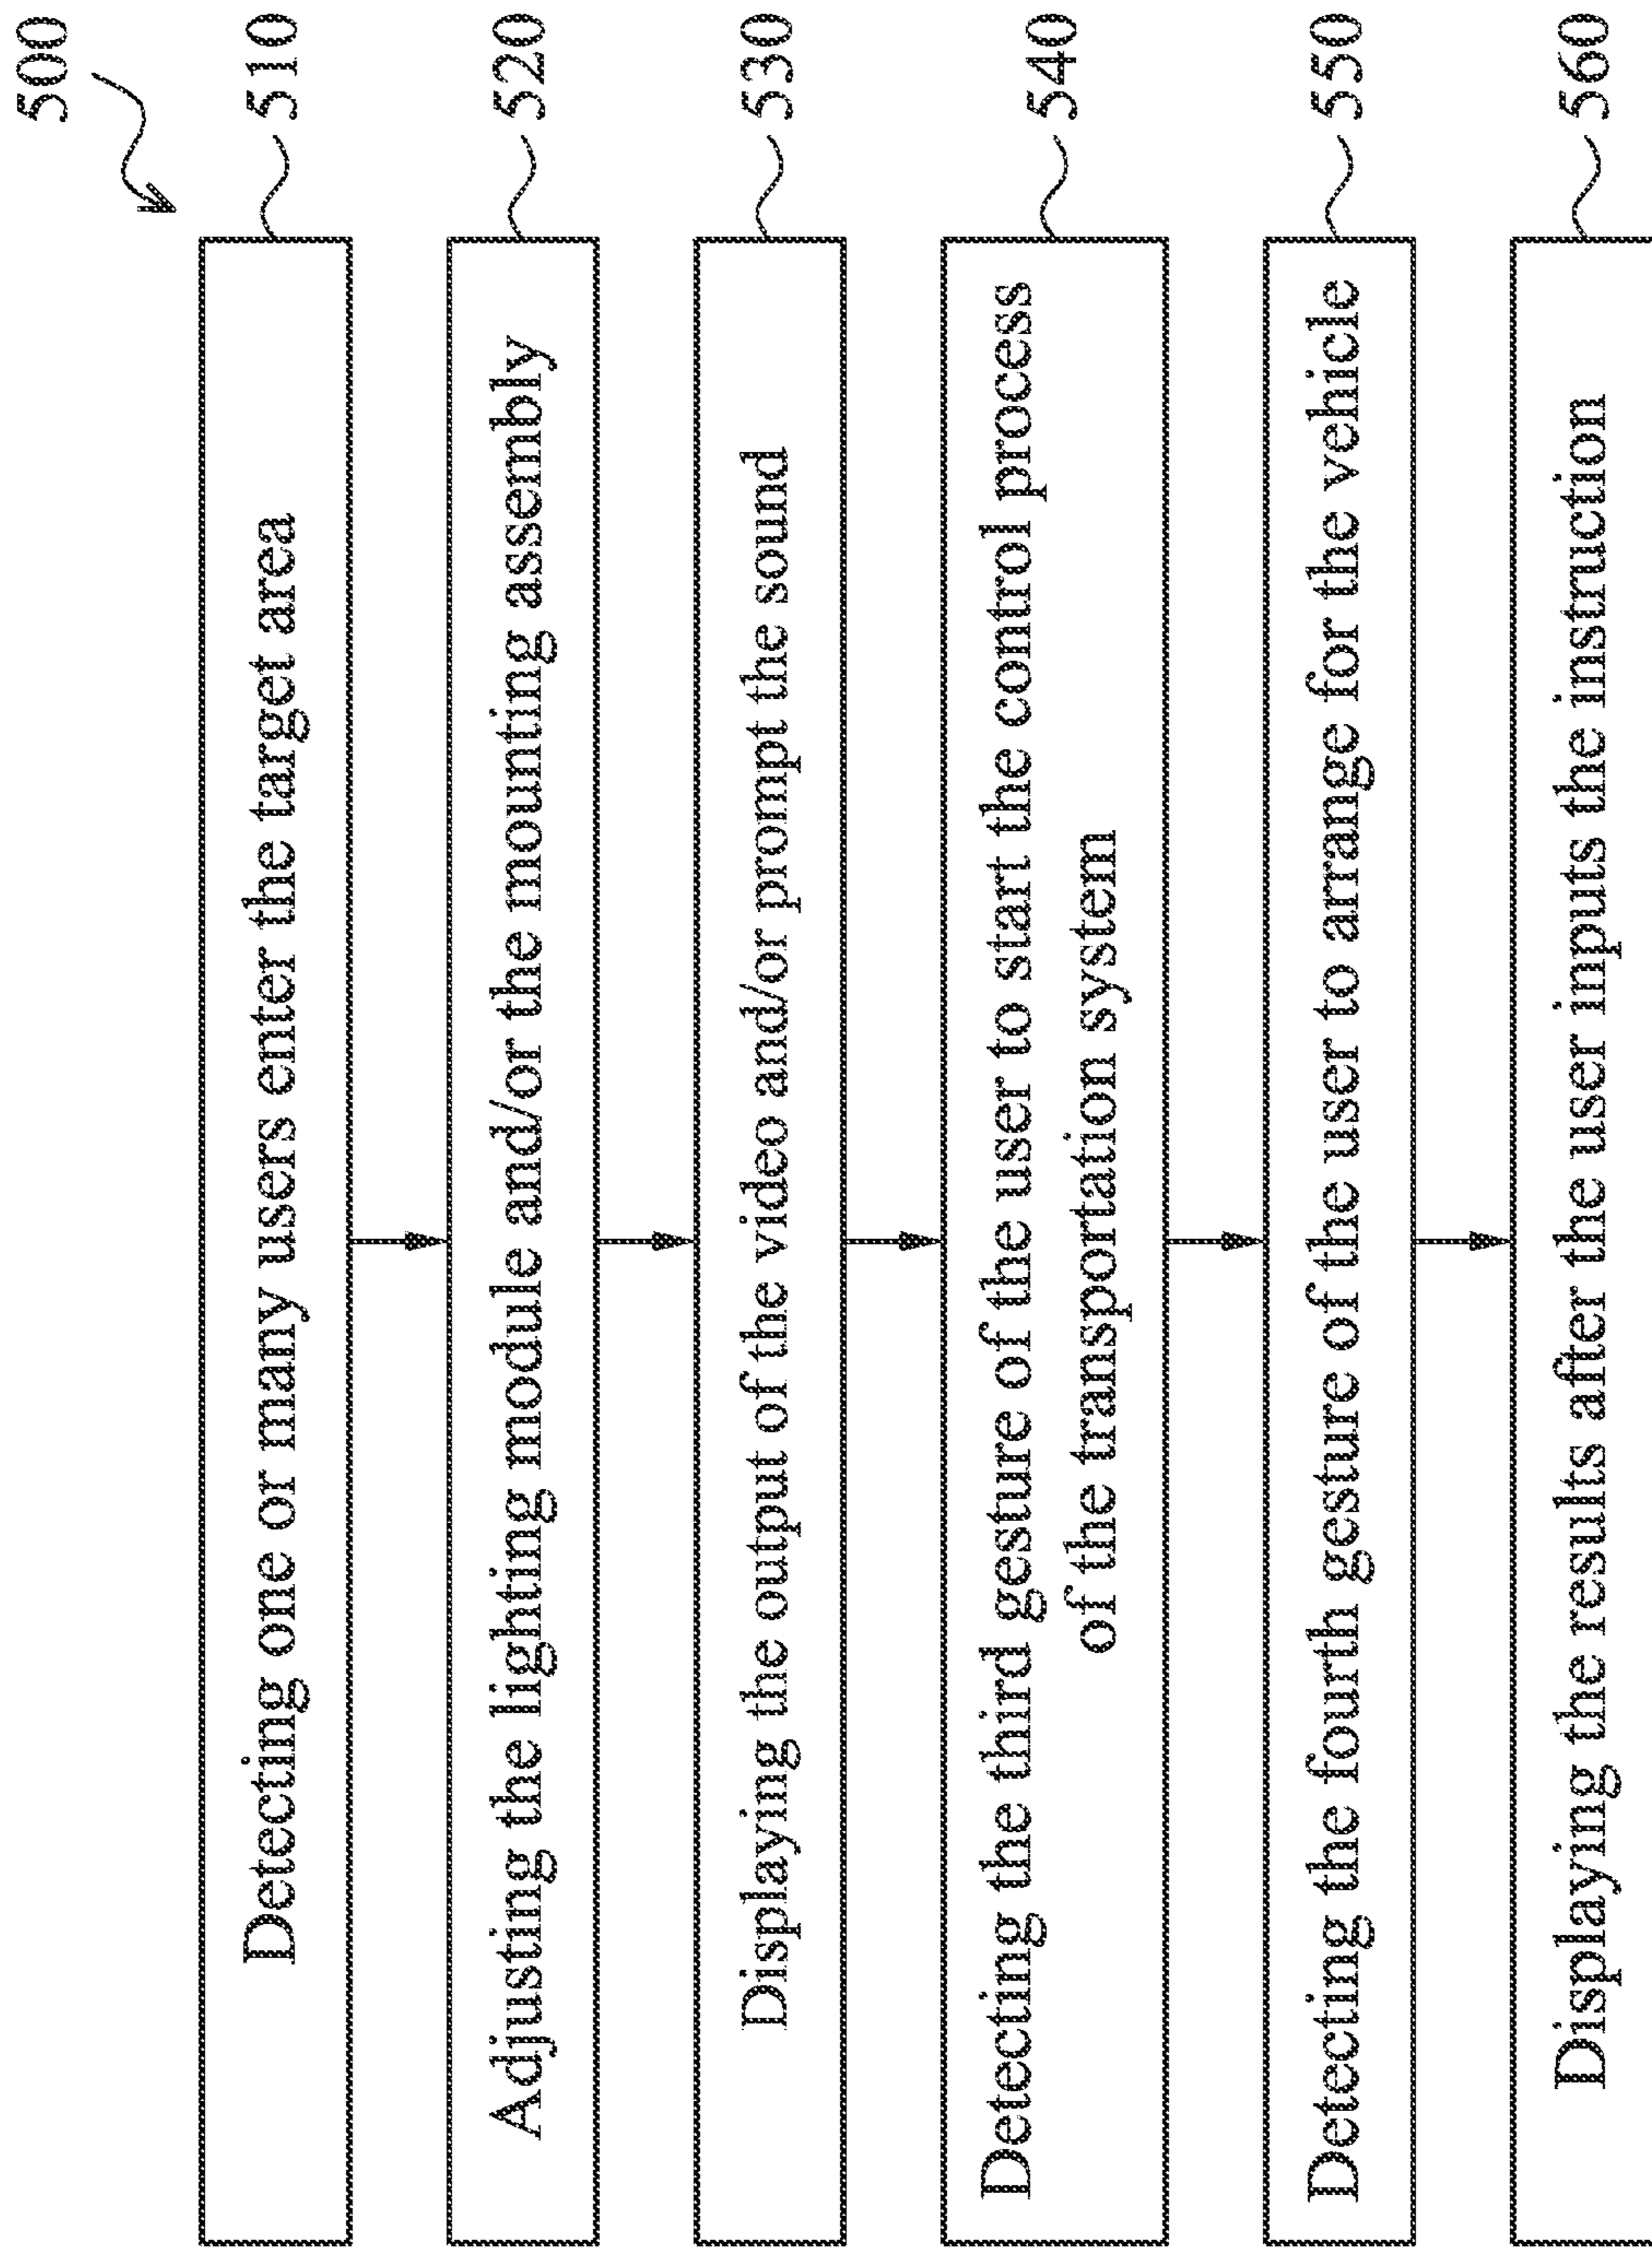 500
Detecting one or many users enter the target area
510
Adjusting the lighting module and/or the mounting assembly
520
Displaying the output of the video and/or prompt the sound
530
Detecting the third gesture of the user to start the control process
of the transportation system
540
Detecting the fourth gesture of the user to arrange for the vehicle
550
Displaying the results after the user inputs the instruction
560